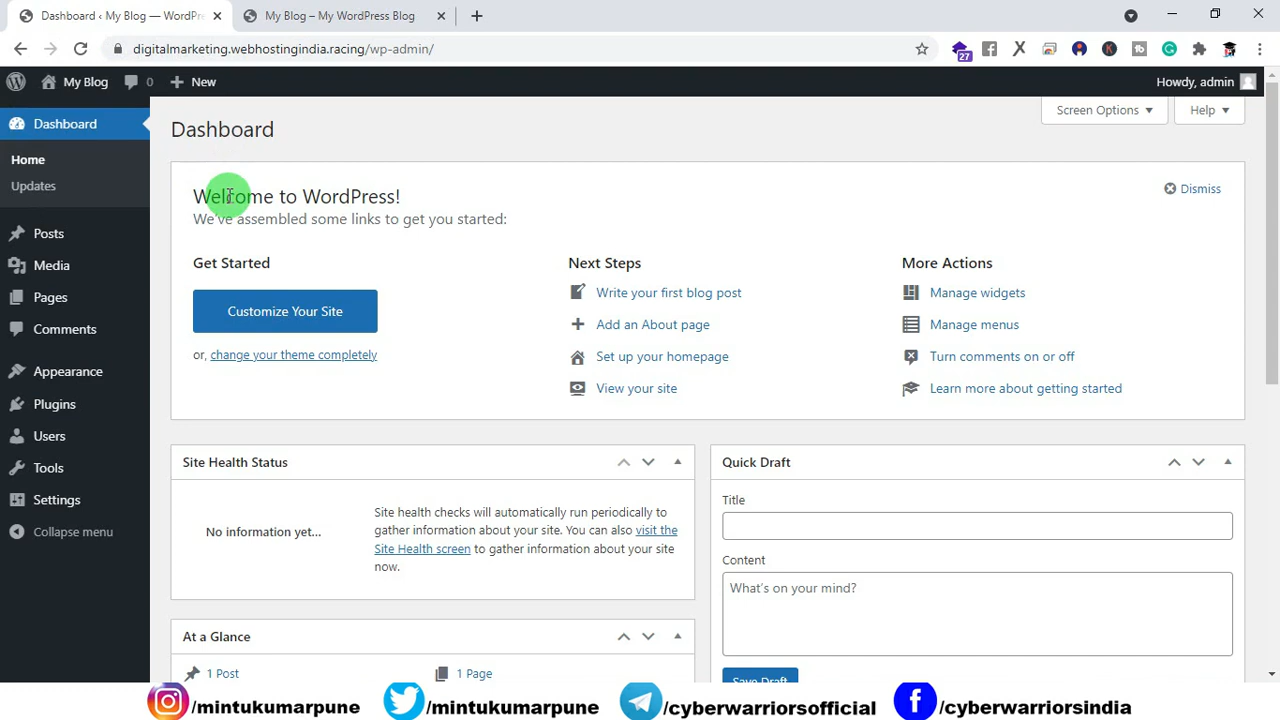 Dashboard ‹ My Blog — WordPre
My Blog – My WordPress Blog
digitalmarketing.webhostingindia.racing/wp-admin/
27
My Blog
0
New
Howdy, admin
Dashboard
Home
Updates
Posts
Media
Pages
Comments
Appearance
Plugins
Users
Tools
Settings
Collapse menu
Screen Options
Help
Dashboard
Welcome to WordPress!
We've assembled some links to get you started:
Dismiss
Get Started
Customize Your Site
or, change your theme completely
Next Steps
Write your first blog post
Add an About page
Set up your homepage
View your site
More Actions
Manage widgets
Manage menus
Turn comments on or off
Learn more about getting started
Site Health Status
No information yet...
Site health checks will automatically run periodically to
gather information about your site. You can also visit the
Site Health screen to gather information about your site
now.
At a Glance
1 Post
1 Page
Quick Draft
Title
Content
What's on your mind?
Save Draft
/mintukumarpune
/mintukumarpune
/cyberwarriorsofficial
/cyberwarriorsindia